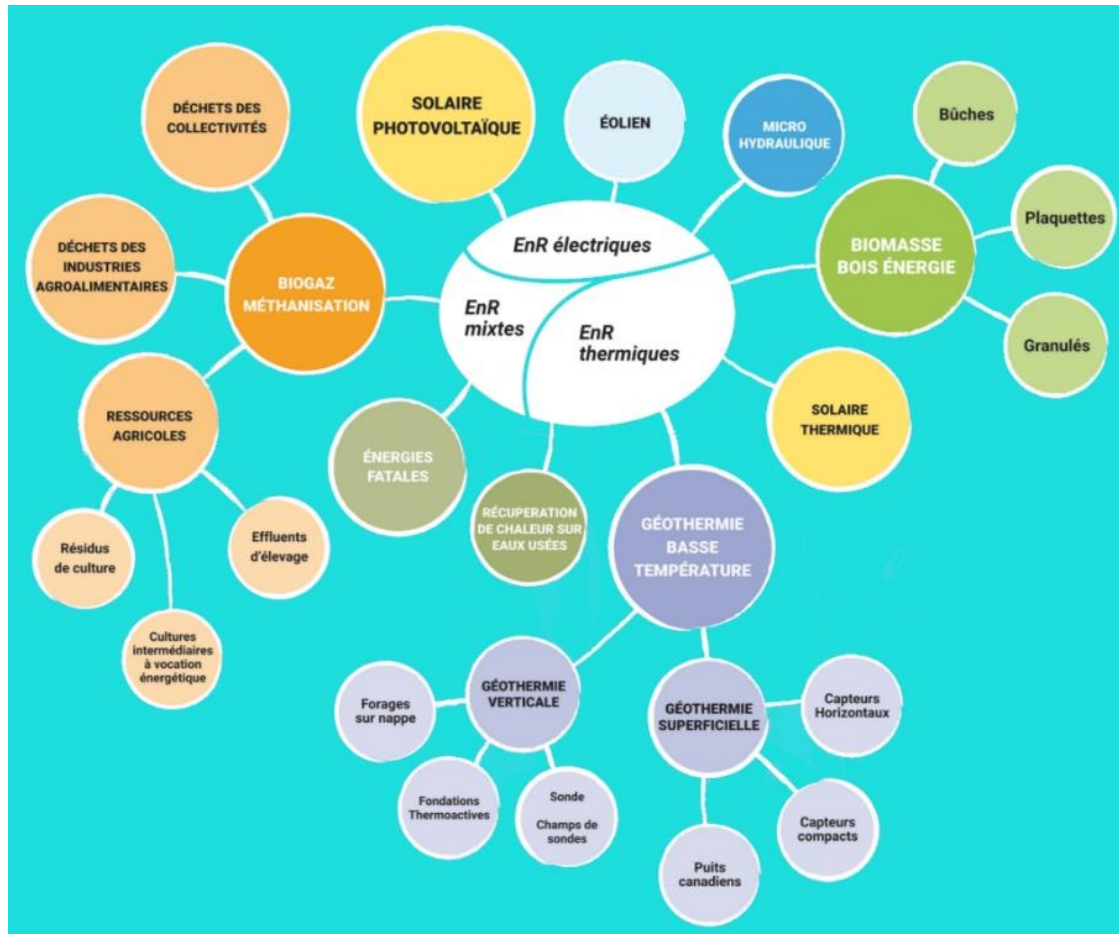 DÉCHETS DES
COLLECTIVITÉS
SOLAIRE
PHOTOVOLTAÏQUE
ÉOLIEN
MICRO
HYDRAULIQUE
Bûches
Plaquettes
Granulés
BIOMASSE
BOIS ÉNERGIE
DÉCHETS DES
INDUSTRIES
AGROALIMENTAIRES
BIOGAZ
MÉTHANISATION
EnR électriques
EnR
mixtes
EnR
thermiques
SOLAIRE
THERMIQUE
RESSOURCES
AGRICOLES
ÉNERGIES
FATALES
RÉCUPERATION
DE CHALEUR SUR
EAUX USÉES
GÉOTHERMIE
BASSE
TEMPÉRATURE
Résidus
de culture
Effluents
d'élevage
Cultures
intermédiaires
à vocation
énergétique
GÉOTHERMIE
VERTICALE
GÉOTHERMIE
SUPERFICIELLE
Forages
sur nappe
Fondations
Thermoactives
Sonde
Champs de
sondes
Capteurs
Horizontaux
Capteurs
compacts
Puits
canadiens